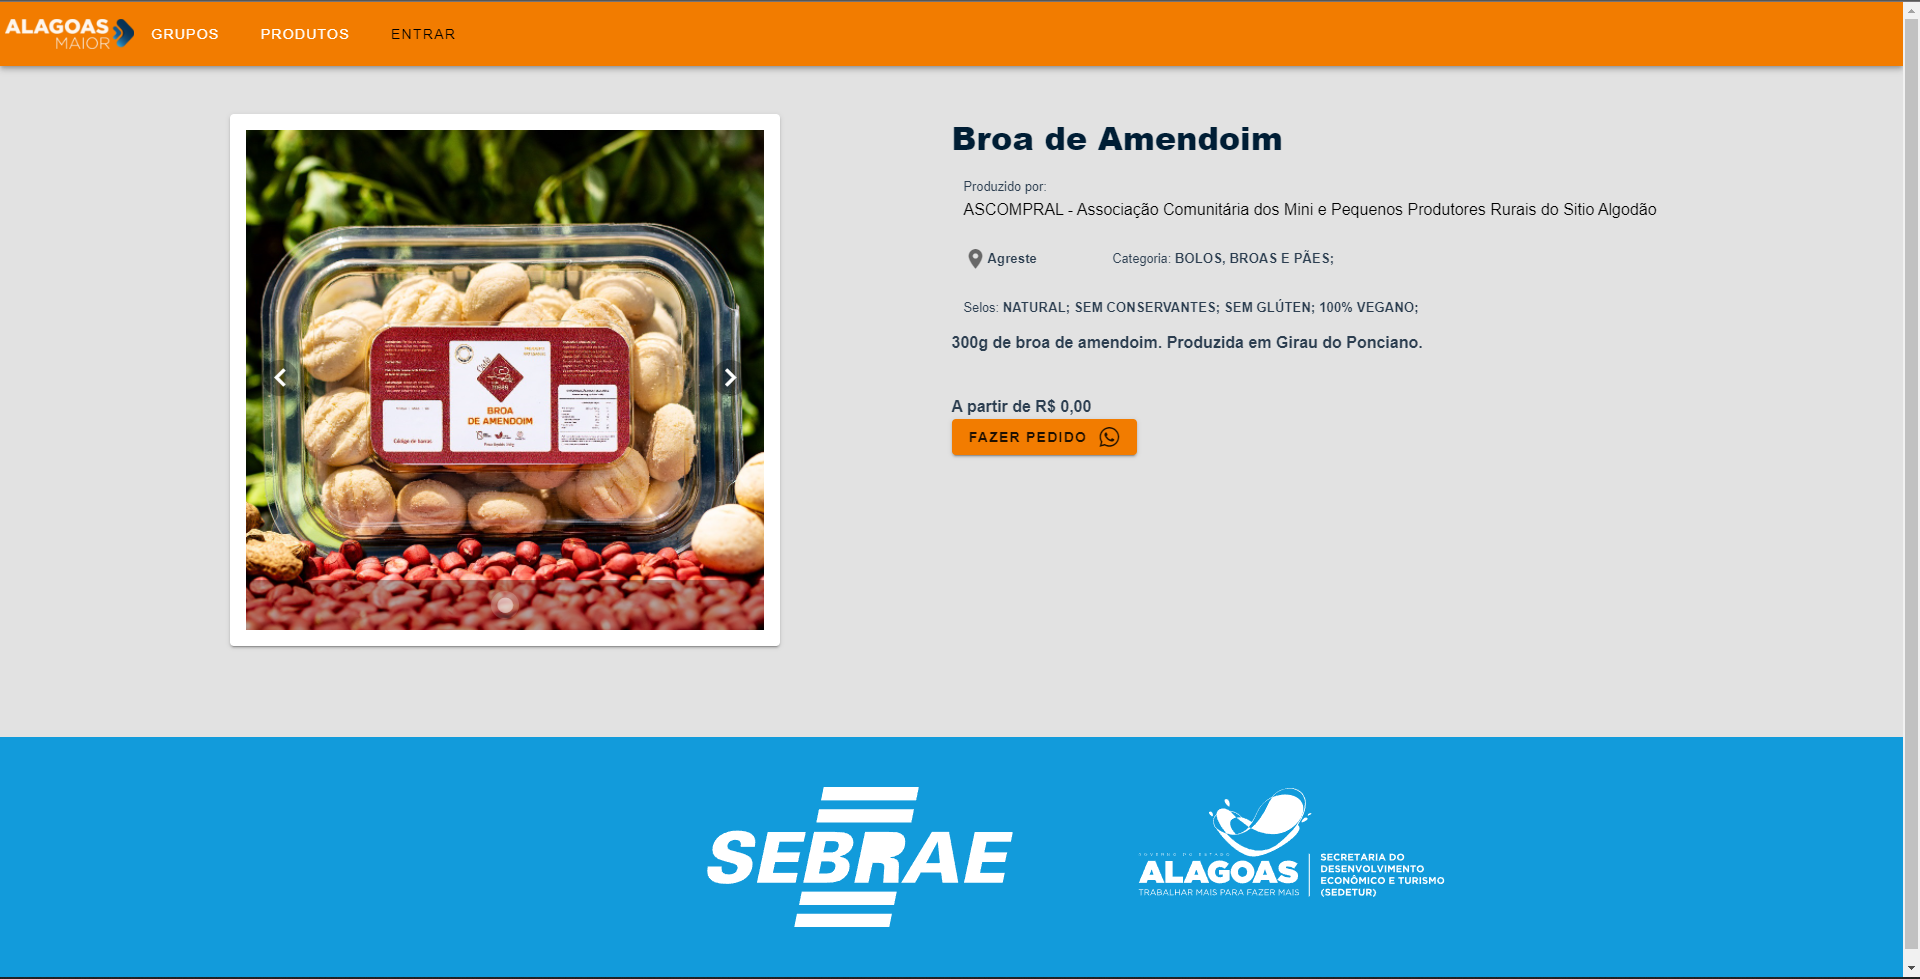 ALAGOAS
MAIOR
GRUPOS
PRODUTOS
ENTRAR
Broa de Amendoim
Produzido por:
ASCOMPRAL - Associação Comunitária dos Mini e Pequenos Produtores Rurais do Sitio Algodão
Agreste
Categoria: BOLOS, BROAS E PÃES;
Selos: NATURAL; SEM CONSERVANTES; SEM GLÚTEN; 100% VEGANO;
300g de broa de amendoim. Produzida em Girau do Ponciano.
A partir de R$ 0,00
FAZER PEDIDO
BROA
DE AMENDOIM
Código de barras
SEBRAE
GOVERNO DO ESTADO
ALAGOAS
TRABALHAR MAIS PARA FAZER MAIS
SECRETARIA DO
DESENVOLVIMENTO
ECONÔMICO E TURISMO
(SEDETUR)